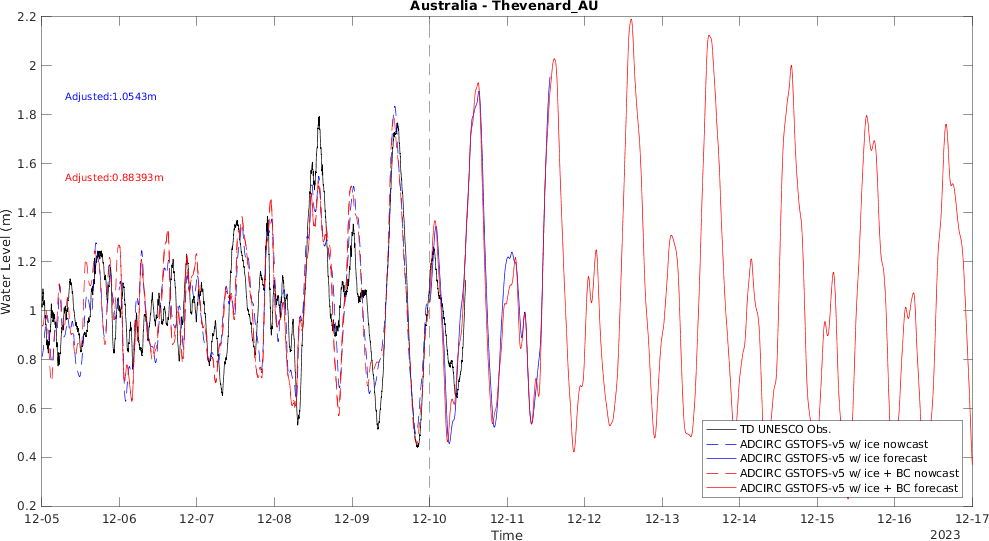 Australia - Thevenard_AU
2.2
2
1.8
1.6
1.4
1.2
1
0.8
0.6
0.4
0.2
Water Level (m)
Adjusted:1.0543m
Adjusted:0.88393m
TD UNESCO Obs.
ADCIRC GSTOFS-v5 w/ ice nowcast
ADCIRC GSTOFS-v5 w/ ice forecast
ADCIRC GSTOFS-v5 w/ ice + BC nowcast
ADCIRC GSTOFS-v5 w/ ice + BC forecast
12-05 12-06 12-07 12-08 12-09 12-10 12-11 12-12 12-13 12-14 12-15 12-16 12-17
Time
2023